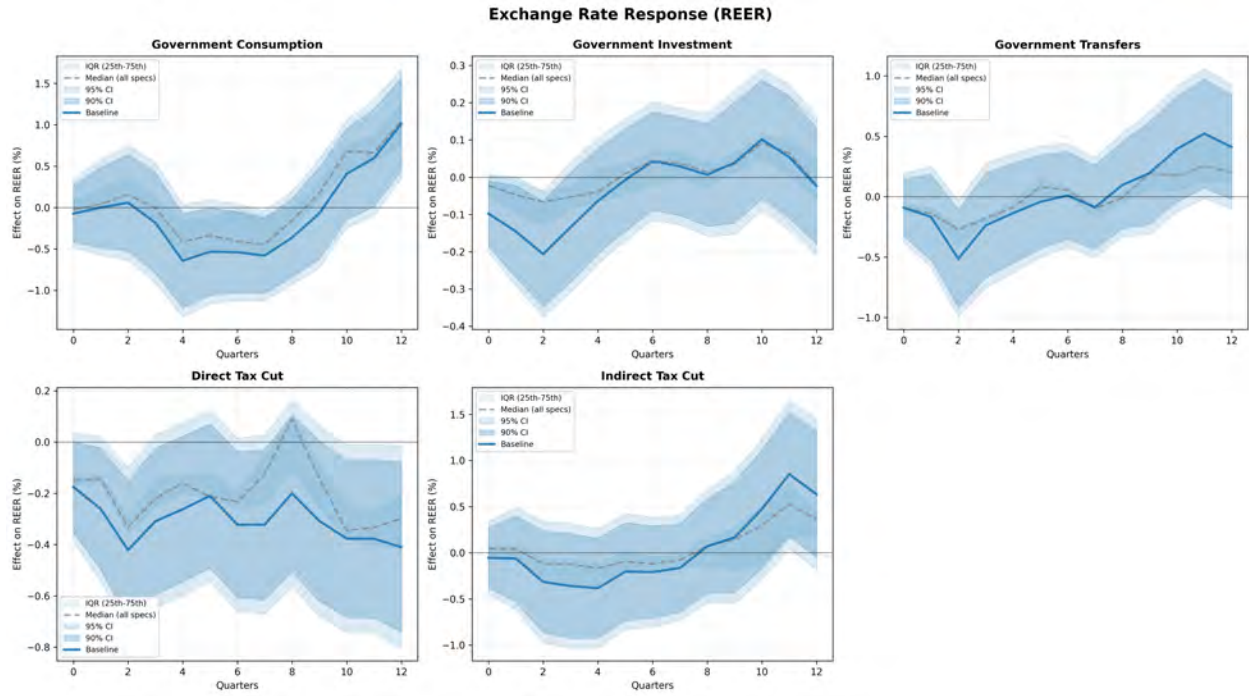 Exchange Rate Response (REER)
Government Consumption
IQR (25th-75th)
Median (all specs)
95% CI
90% CI
Baseline
Effect on REER (%)
1.5
1.0
0.5
0.0
−0.5
−1.0
0 2 4 6 8 10 12
Quarters
Government Investment
IQR (25th-75th)
Median (all specs)
95% CI
90% CI
Baseline
Effect on REER (%)
0.3
0.2
0.1
0.0
−0.1
−0.2
−0.3
−0.4
0 2 4 6 8 10 12
Quarters
Government Transfers
IQR (25th-75th)
Median (all specs)
95% CI
90% CI
Baseline
Effect on REER (%)
1.0
0.5
0.0
−0.5
−1.0
0 2 4 6 8 10 12
Quarters
Direct Tax Cut
Effect on REER (%)
0.2
0.0
−0.2
−0.4
−0.6
−0.8
IQR (25th-75th)
Median (all specs)
95% CI
90% CI
Baseline
0 2 4 6 8 10 12
Quarters
Indirect Tax Cut
IQR (25th-75th)
Median (all specs)
95% CI
90% CI
Baseline
Effect on REER (%)
1.5
1.0
0.5
0.0
−0.5
−1.0
0 2 4 6 8 10 12
Quarters